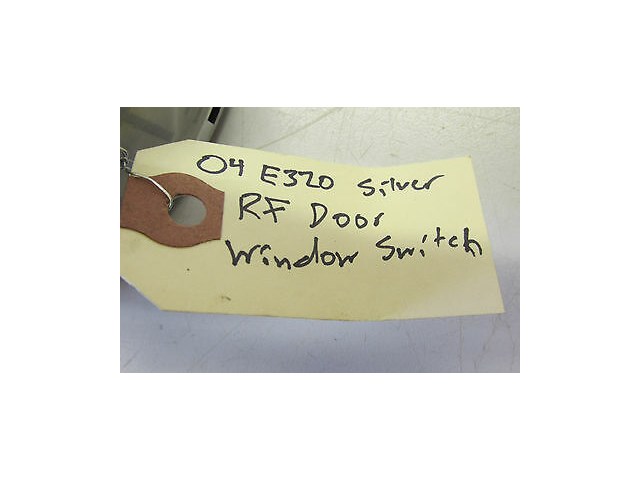 04 E320 Silver
RF Door
Window Switch